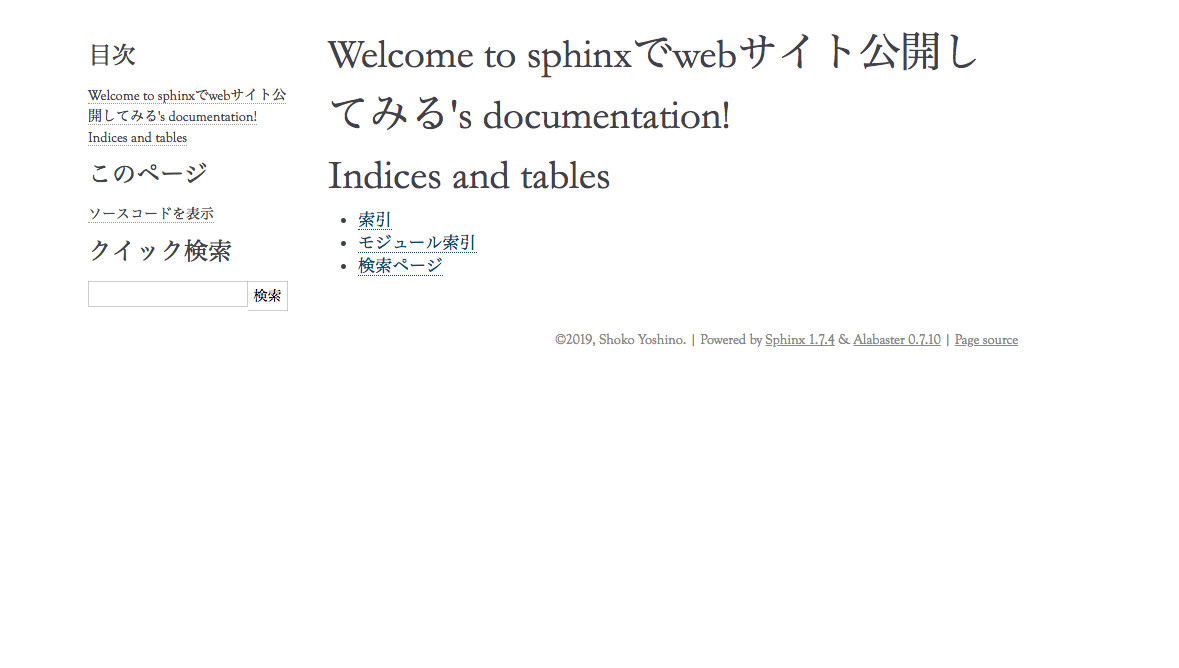 目次
Welcome to sphinxでwebサイト公
開してみる's documentation!
Indices and tables
このページ
ソースコードを表示
クイック検索
検索
Welcome to sphinxでwebサイト公開し
てみる's documentation!
Indices and tables
• 索引
• モジュール索引
• 検索ページ
©2019, Shoko Yoshino. | Powered by Sphinx 1.7.4 & Alabaster 0.7.10 | Page source